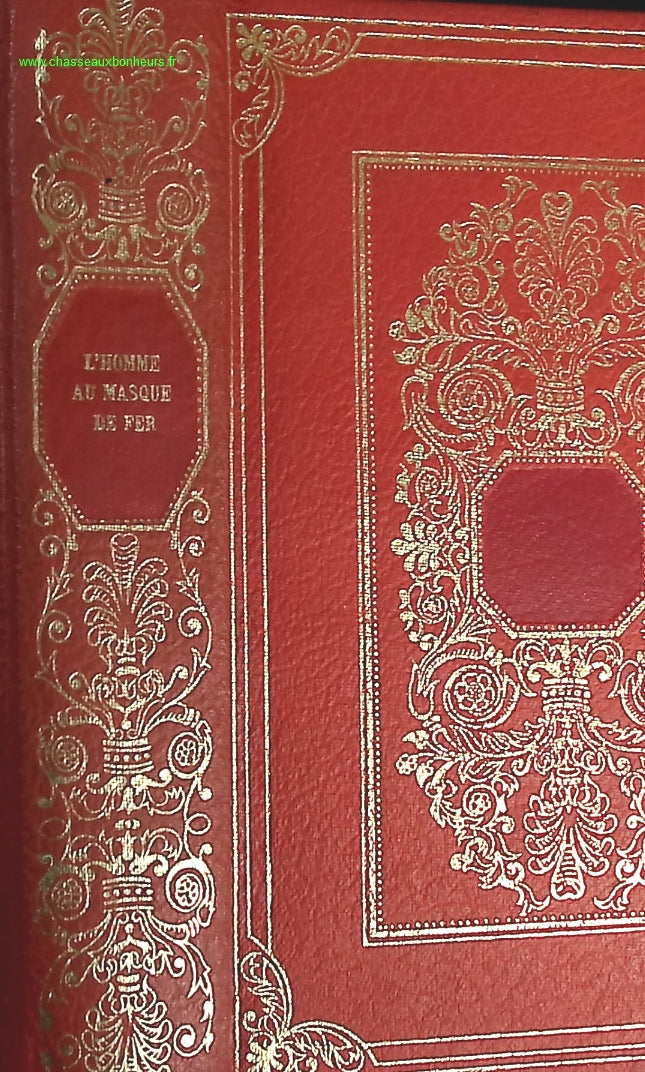 www.chasseauxbonheurs.fr
L'HOMME
AU MASQUE
DE FER